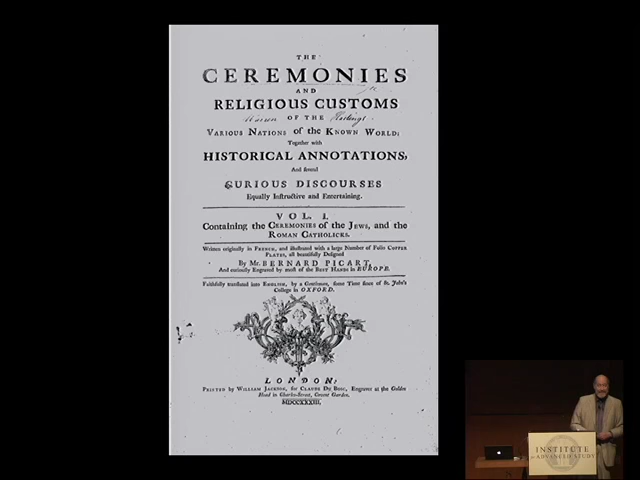 THE
CEREMONIES
AND
RELIGIOUS CUSTOMS
OF THE
VARIOUS NATIONS of the KNOWN WORLD;
Together with
HISTORICAL ANNOTATIONS,
And several
CURIOUS DISCOURSES
Equally Instructive and Entertaining.
VOL. I.
Containing the CEREMONIES of the JEWS, and the
ROMAN CATHOLICKS.
Written originally in FRENCH, and illustrated with a large Number of Folio COPPER
PLATES, all beautifully Designed
By Mr. BERNARD PICART,
And curiously Engraved by most of the BEST HANDS in EUROPE.
Faithfully translated into ENGLISH, by a Gentleman, some Time since of St. John's
College in OXFORD.
LONDON:
PRINTED by WILLIAM JACKSON, for CLAUDE DU BOSC, Engraver at the Golden
Head in Charles-Street, Covent Garden,
MDCCXXXIII.
INSTITUTE
for ADVANCED STUDY